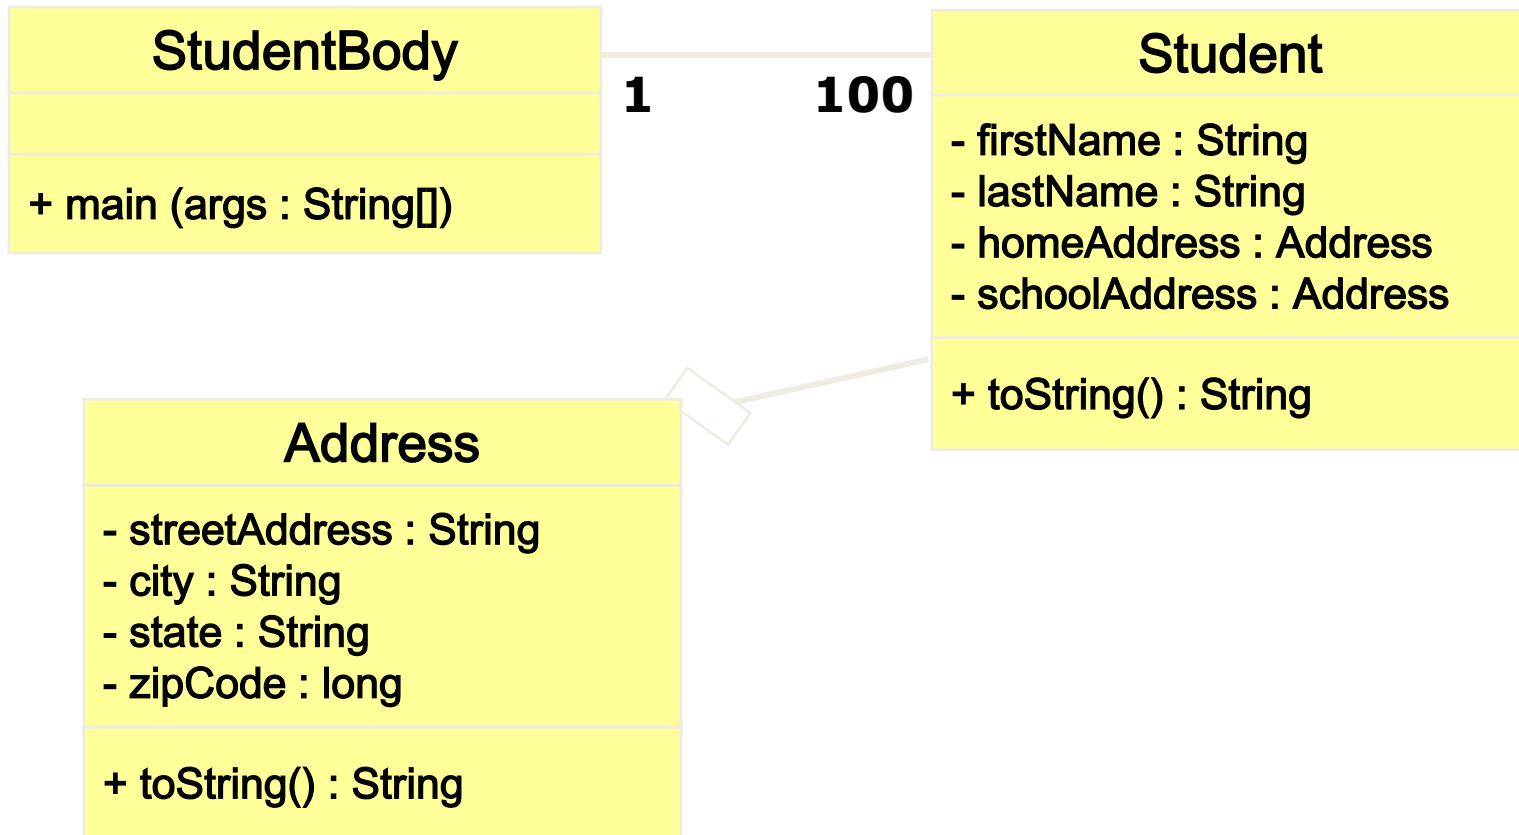 StudentBody
+ main (args : String[])
1
100
Student
- firstName : String
- lastName : String
- homeAddress : Address
- schoolAddress : Address
+ toString() : String
Address
- streetAddress : String
- city : String
- state : String
- zipCode : long
+ toString() : String